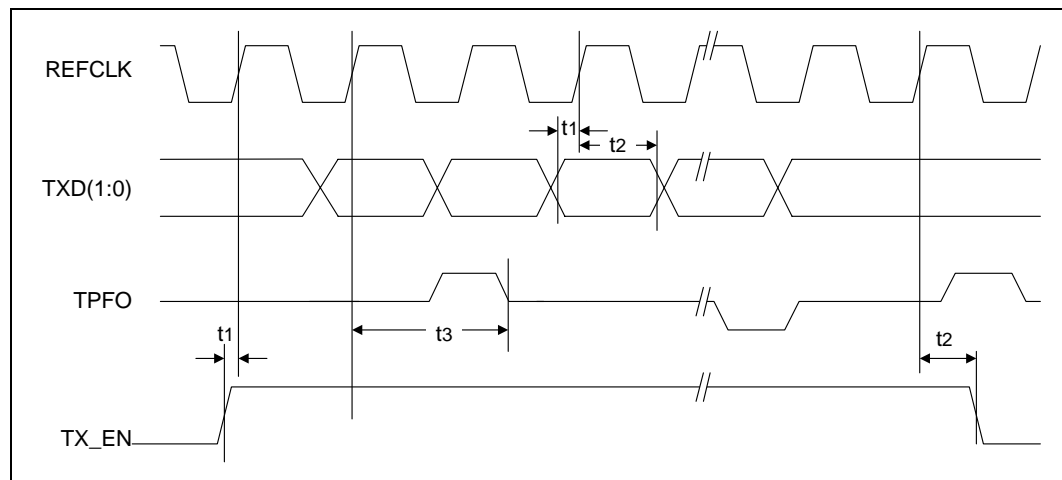 REFCLK
t1
t2
TXD(1:0)
TPFO
t1
t3
t2
TX_EN